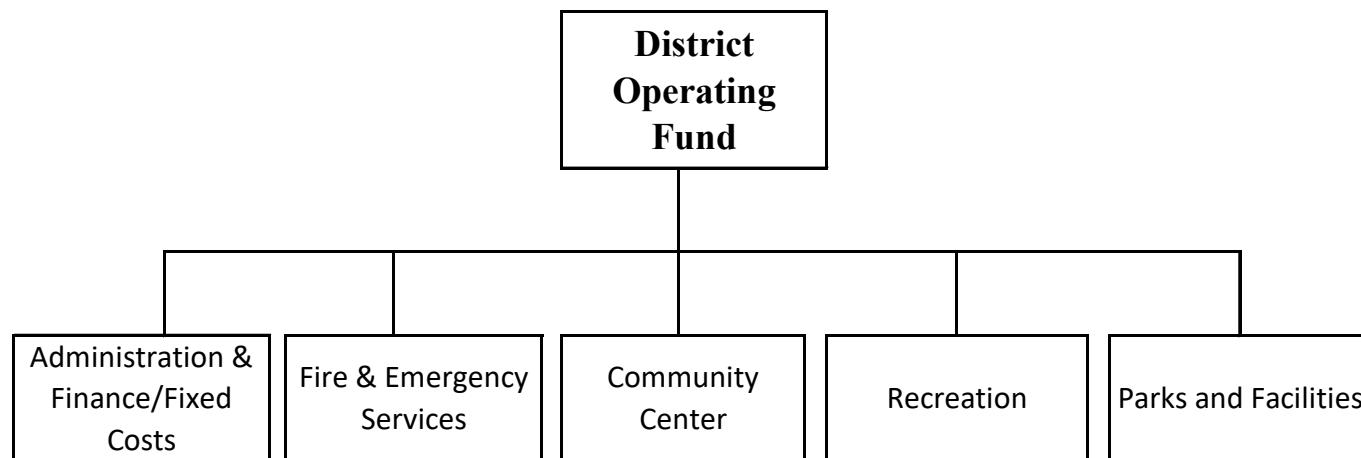 District
Operating
Fund
Administration &
Finance/Fixed
Costs
Fire & Emergency
Services
Community
Center
Recreation
Parks and Facilities